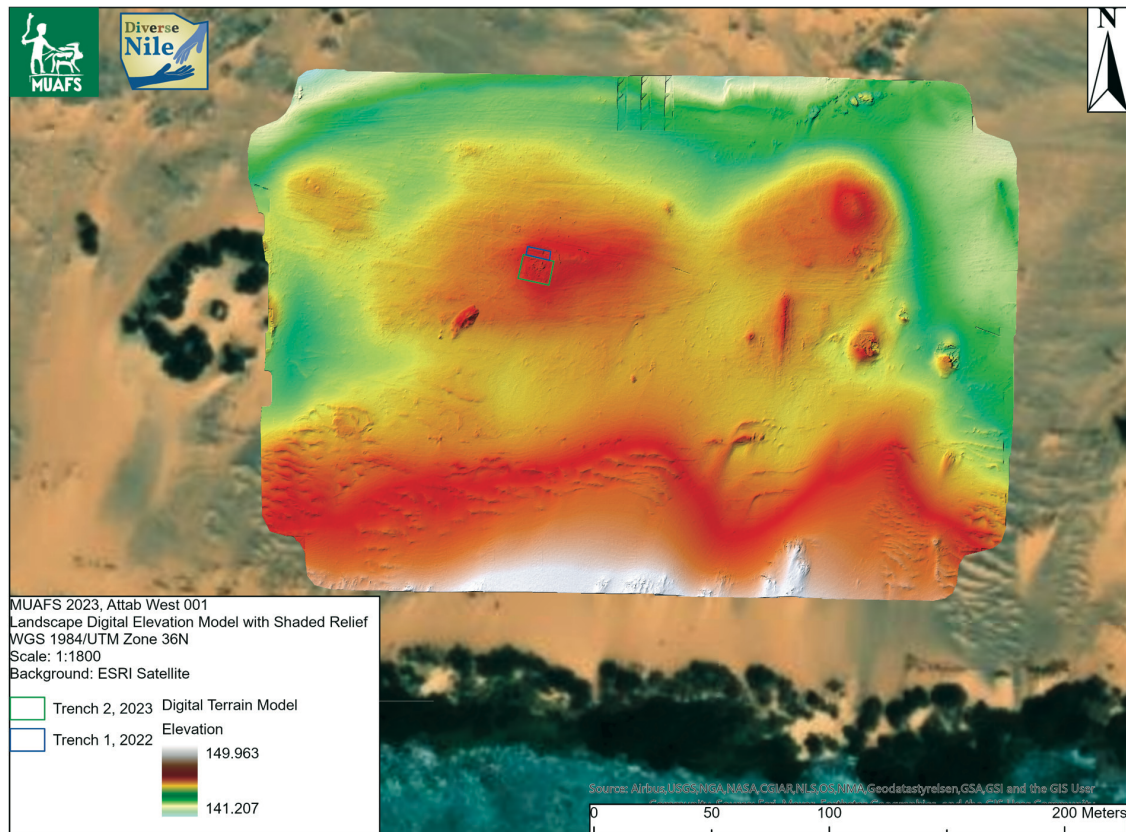 MUAFS
Diverse
Nile
N
MUAFS 2023, Attab West 001
Landscape Digital Elevation Model with Shaded Relief
WGS 1984/UTM Zone 36N
Scale: 1:1800
Background: ESRI Satellite
Trench 2, 2023
Trench 1, 2022
Digital Terrain Model
Elevation
149.963
141.207
Source: Airbus,USGS,NGA,NASA,CGIAR,NLS,OS,NMA,Geodatastyrelsen,GSA,GSI and the GIS User
0 50 100 200 Meters